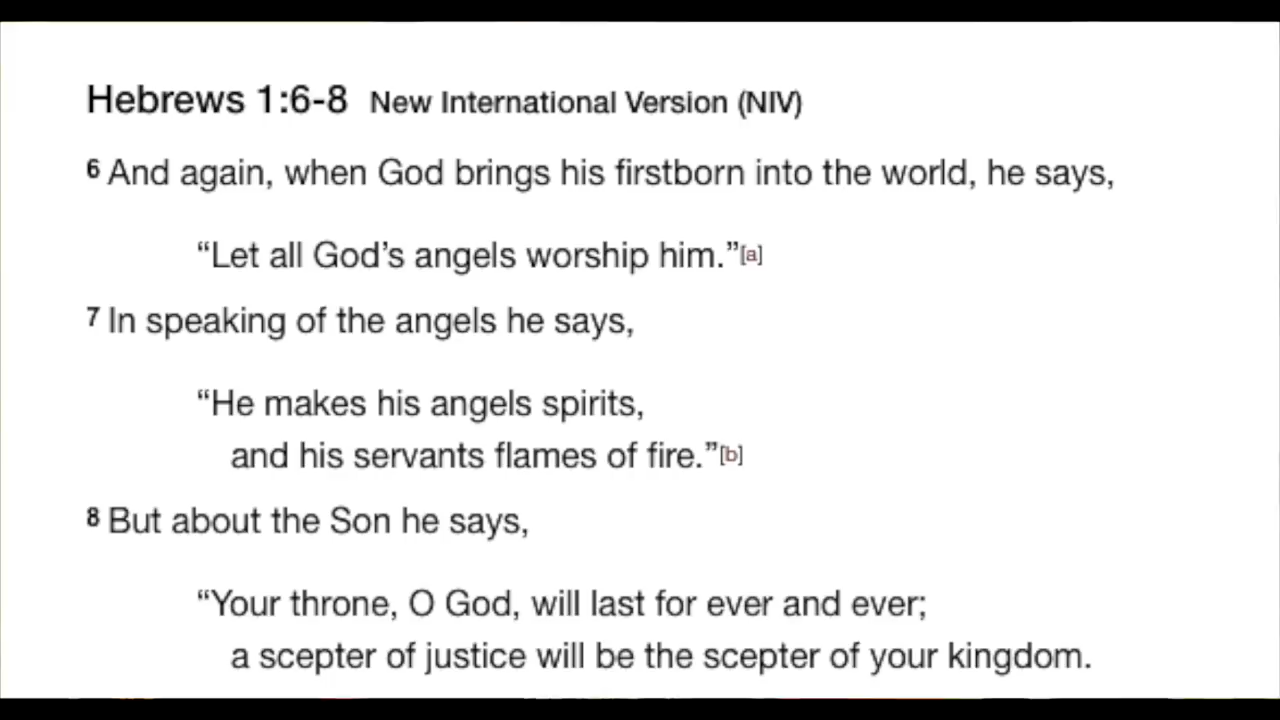 Hebrews 1:6-8 New International Version (NIV)
6 And again, when God brings his firstborn into the world, he says,
“Let all God’s angels worship him.”[a]
7 In speaking of the angels he says,
“He makes his angels spirits,
and his servants flames of fire.”[b]
8 But about the Son he says,
“Your throne, O God, will last for ever and ever;
a scepter of justice will be the scepter of your kingdom.